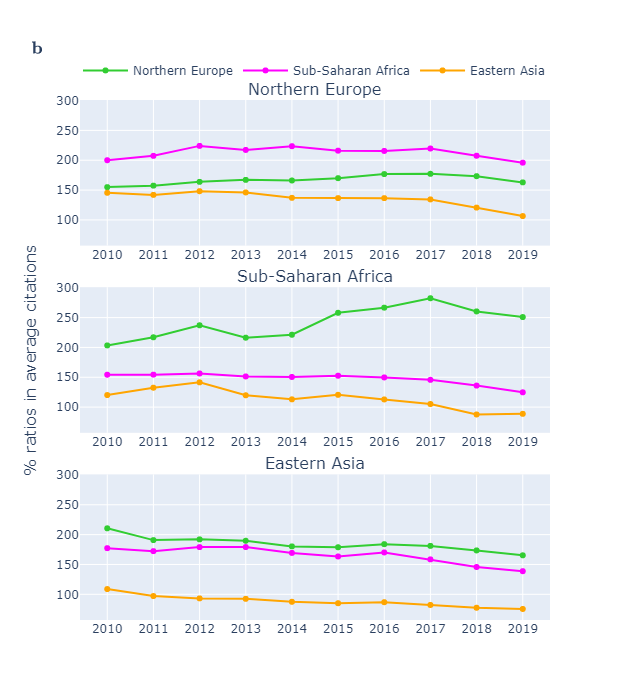 b
Northern Europe Sub-Saharan Africa Eastern Asia
Northern Europe
300
250
200
150
100
2010 2011 2012 2013 2014 2015 2016 2017 2018 2019
Sub-Saharan Africa
300
250
200
150
100
2010 2011 2012 2013 2014 2015 2016 2017 2018 2019
% ratios in average citations
Eastern Asia
300
250
200
150
100
2010 2011 2012 2013 2014 2015 2016 2017 2018 2019